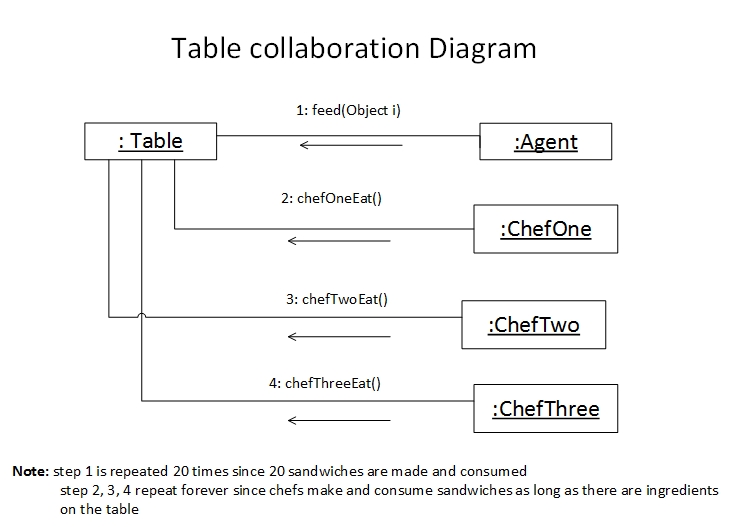 Table collaboration Diagram
1: feed(Object i)
: Table
:Agent
2: chefOneEat()
:ChefOne
3: chefTwoEat()
:ChefTwo
4: chefThreeEat()
:ChefThree
Note: step 1 is repeated 20 times since 20 sandwiches are made and consumed
step 2, 3, 4 repeat forever since chefs make and consume sandwiches as long as there are ingredients
on the table